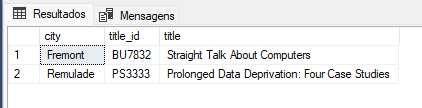 Resultados Mensagens
city title_id title
1 Fremont BU7832 Straight Talk About Computers
2 Remulade PS3333 Prolonged Data Deprivation: Four Case Studies